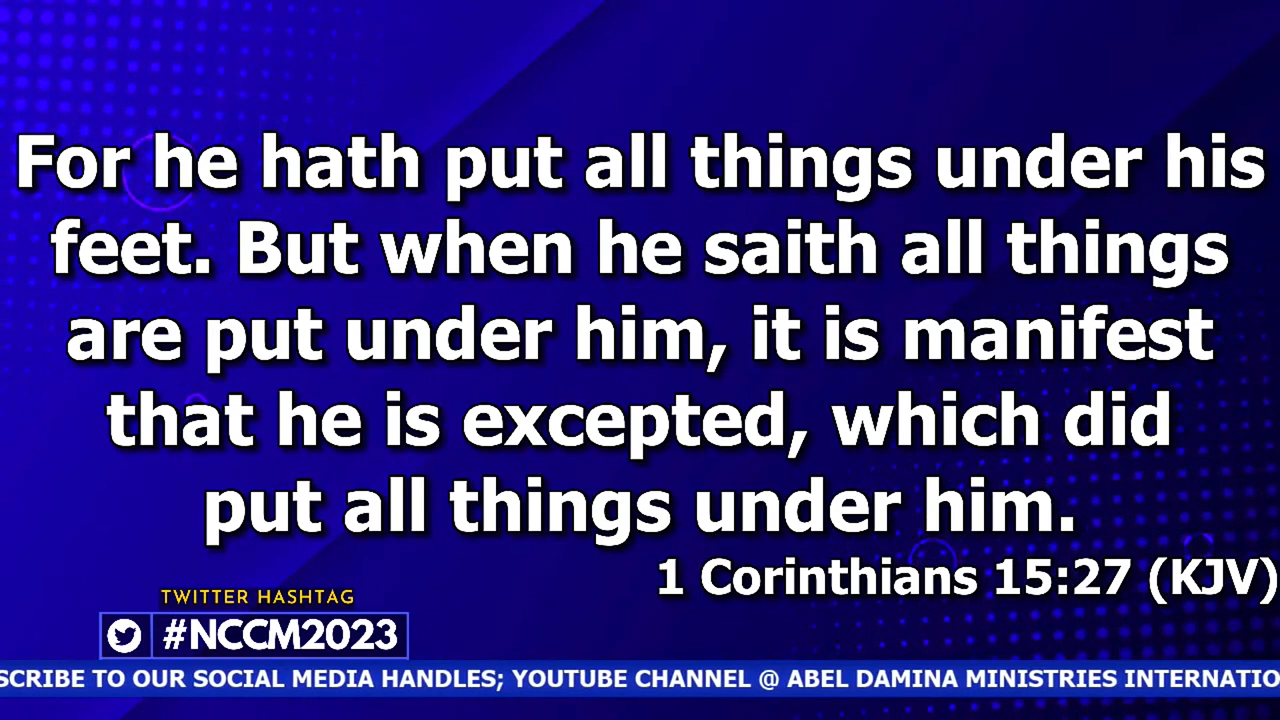 For he hath put all things under his
feet. But when he saith all things
are put under him, it is manifest
that he is excepted, which did
put all things under him.
1 Corinthians 15:27 (KJV)
TWITTER HASHTAG
#NCCM2023
SCRIBE TO OUR SOCIAL MEDIA HANDLES; YOUTUBE CHANNEL @ ABEL DAMINA MINISTRIES INTERNATIO